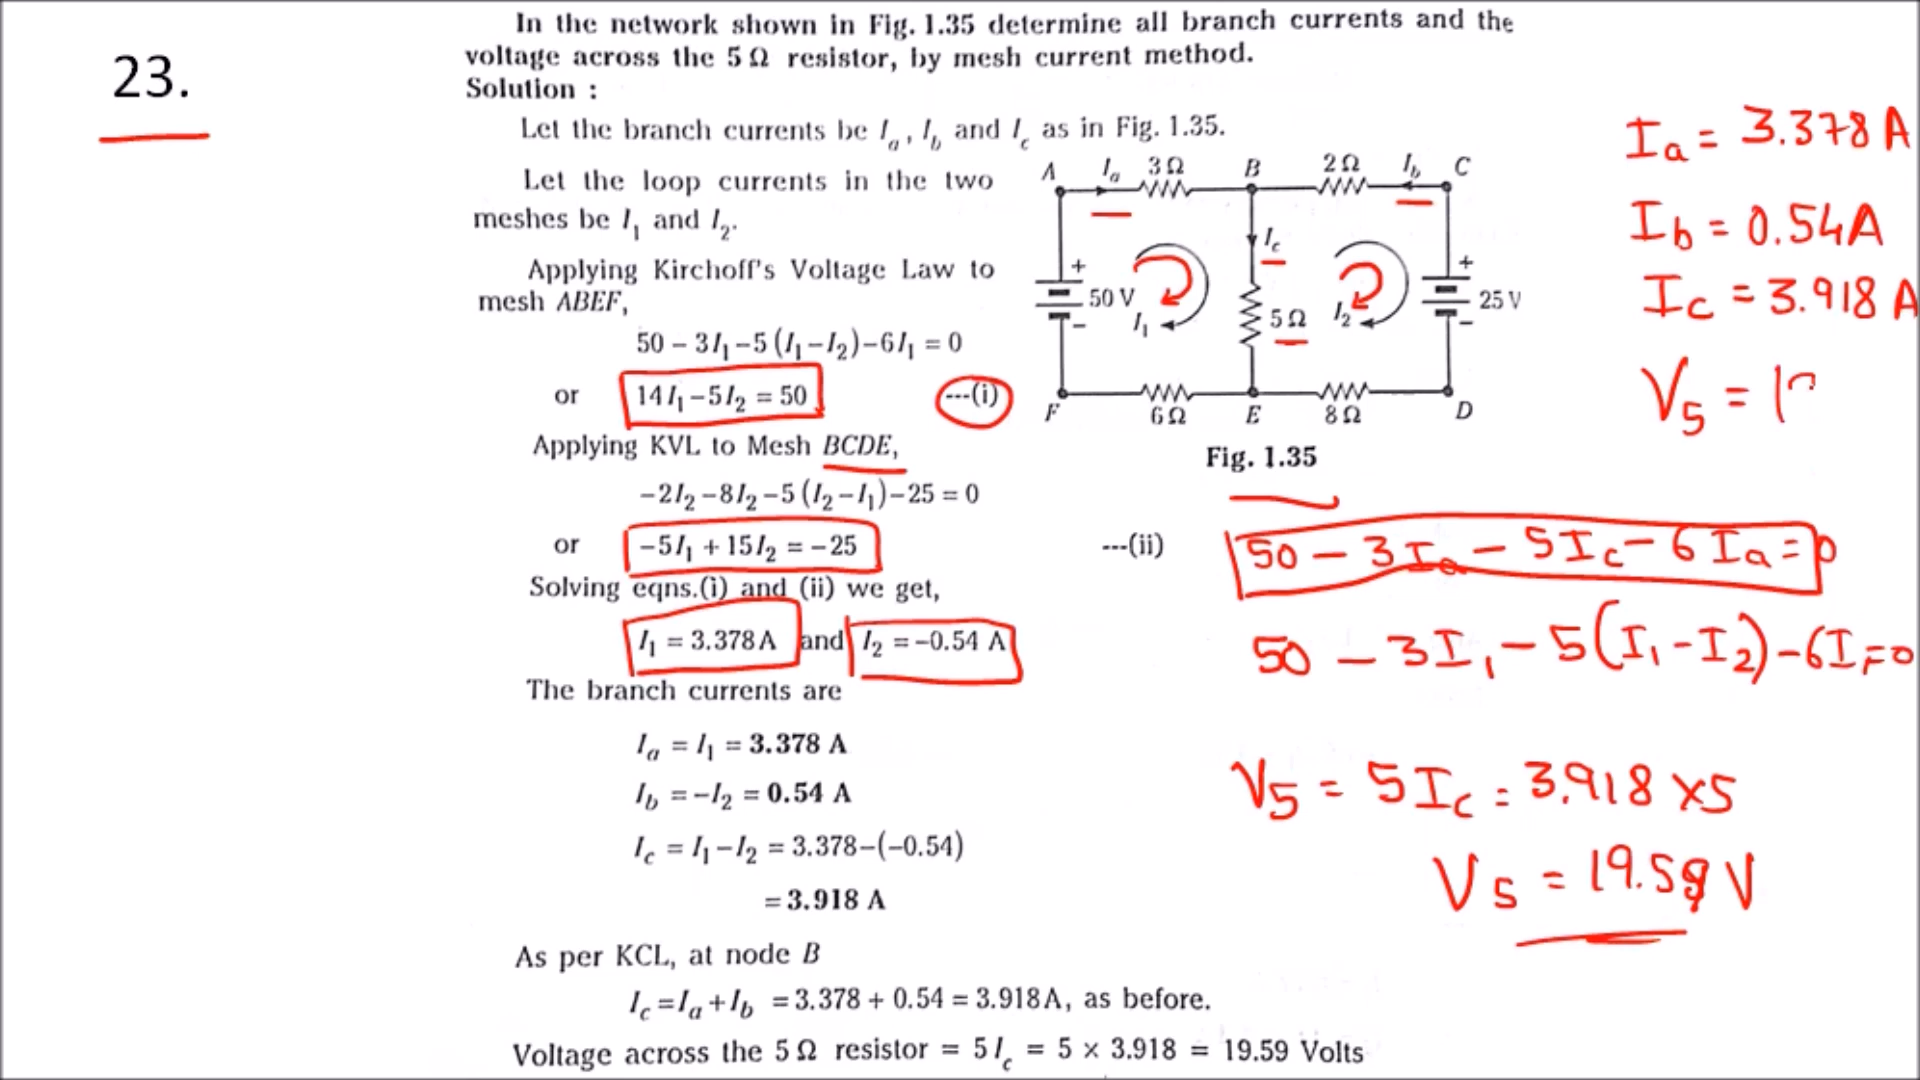 23.
In the network shown in Fig. 1.35 determine all branch currents and the
voltage across the 5 Ω resistor, by mesh current method.
Solution :
Let the branch currents be Ia , Ib and Ic as in Fig. 1.35.
Let the loop currents in the two
meshes be I1 and I2.
Applying Kirchoff's Voltage Law to
mesh ABEF,
50 – 3I1 –5 (I1 –I2)–6I1 = 0
or 14I1 –5I2 = 50 ---(i)
Applying KVL to Mesh BCDE,
–2I2 –8I2 –5 (I2 –I1)–25 = 0
or –5I1 + 15I2 = –25 ---(ii)
Solving eqns.(i) and (ii) we get,
I1 = 3.378 A and I2 = –0.54 A
The branch currents are
Ia = I1 = 3.378 A
Ib = –I2 = 0.54 A
Ic = I1 –I2 = 3.378–(–0.54)
= 3.918 A
As per KCL, at node B
Ic =Ia +Ib = 3.378 + 0.54 = 3.918A, as before.
Voltage across the 5 Ω resistor = 5 Ic = 5 × 3.918 = 19.59 Volts
A Ia 3Ω B 2Ω Ib C
Ic
+ +
50 V I1 5Ω I2 25 V
– –
F 6Ω E 8Ω D
Fig. 1.35
Ia = 3.378 A
Ib = 0.54A
Ic = 3.918 A
V5 = 1
50 – 3Ia – 5Ic – 6Ia = 0
50 – 3I1 – 5(I1 - I2) – 6I1 = 0
V5 = 5Ic = 3.918 x5
V5 = 19.59 V